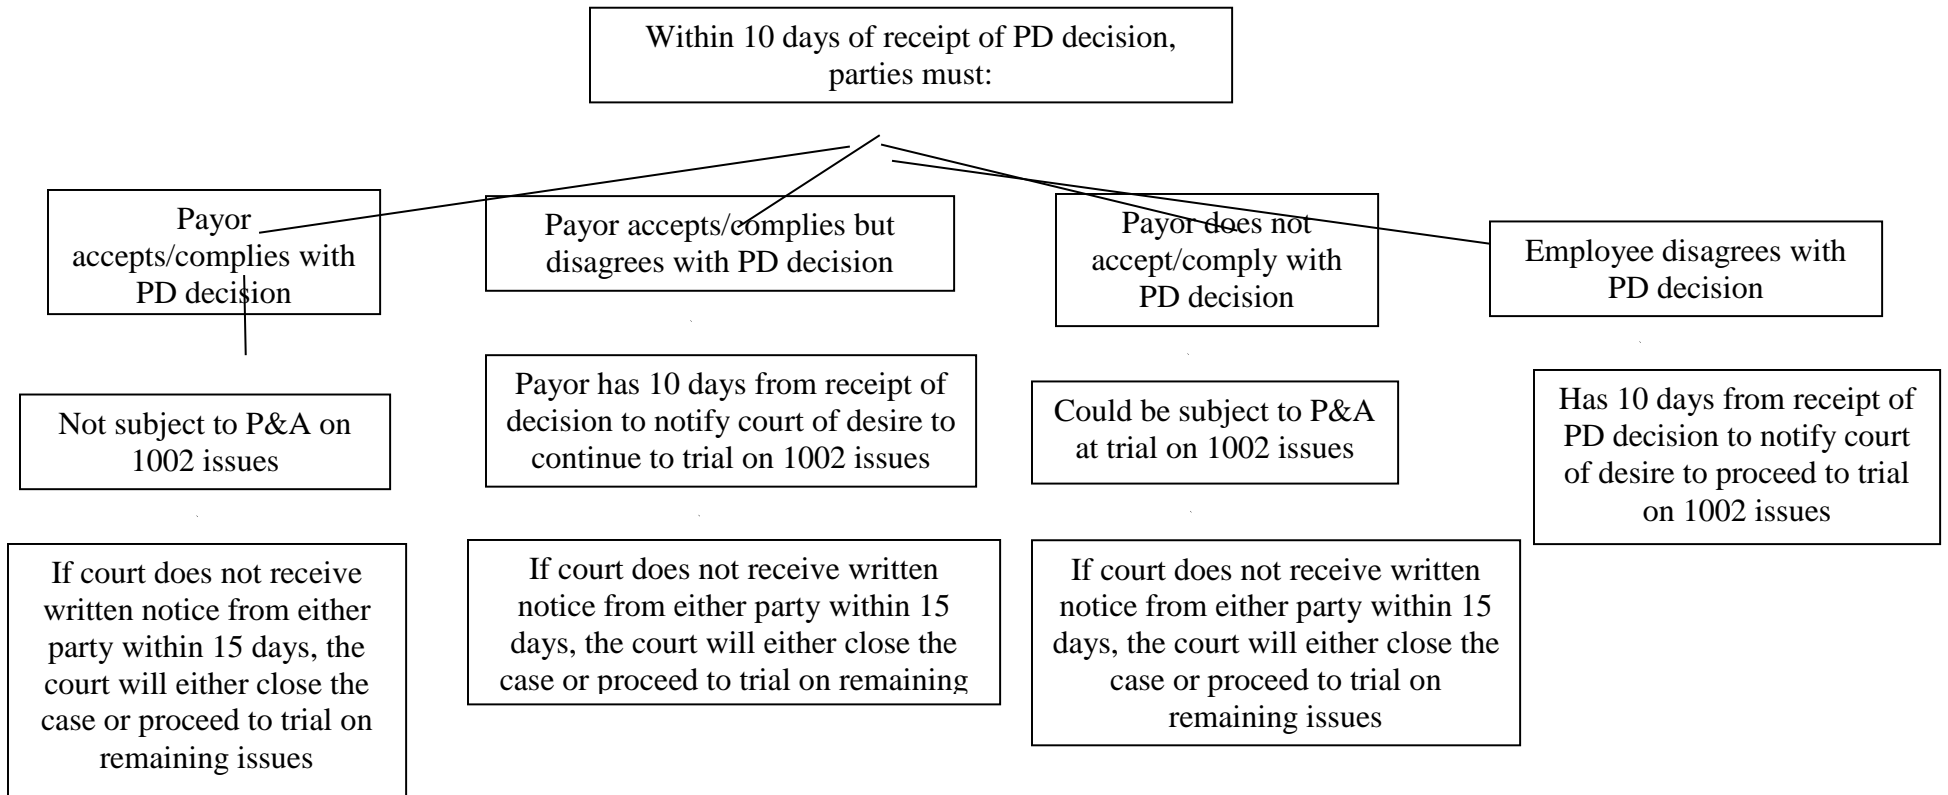 Within 10 days of receipt of PD decision,
parties must:
Payor
accepts/complies with
PD decision
Payor accepts/complies but
disagrees with PD decision
Payor does not
accept/comply with
PD decision
Employee disagrees with
PD decision
Not subject to P&A on
1002 issues
Payor has 10 days from receipt of
decision to notify court of desire to
continue to trial on 1002 issues
Could be subject to P&A
at trial on 1002 issues
Has 10 days from receipt of
PD decision to notify court
of desire to proceed to trial
on 1002 issues
If court does not receive
written notice from either
party within 15 days, the
court will either close the
case or proceed to trial on
remaining issues
If court does not receive written
notice from either party within 15
days, the court will either close the
case or proceed to trial on remaining
If court does not receive written
notice from either party within 15
days, the court will either close the
case or proceed to trial on
remaining issues